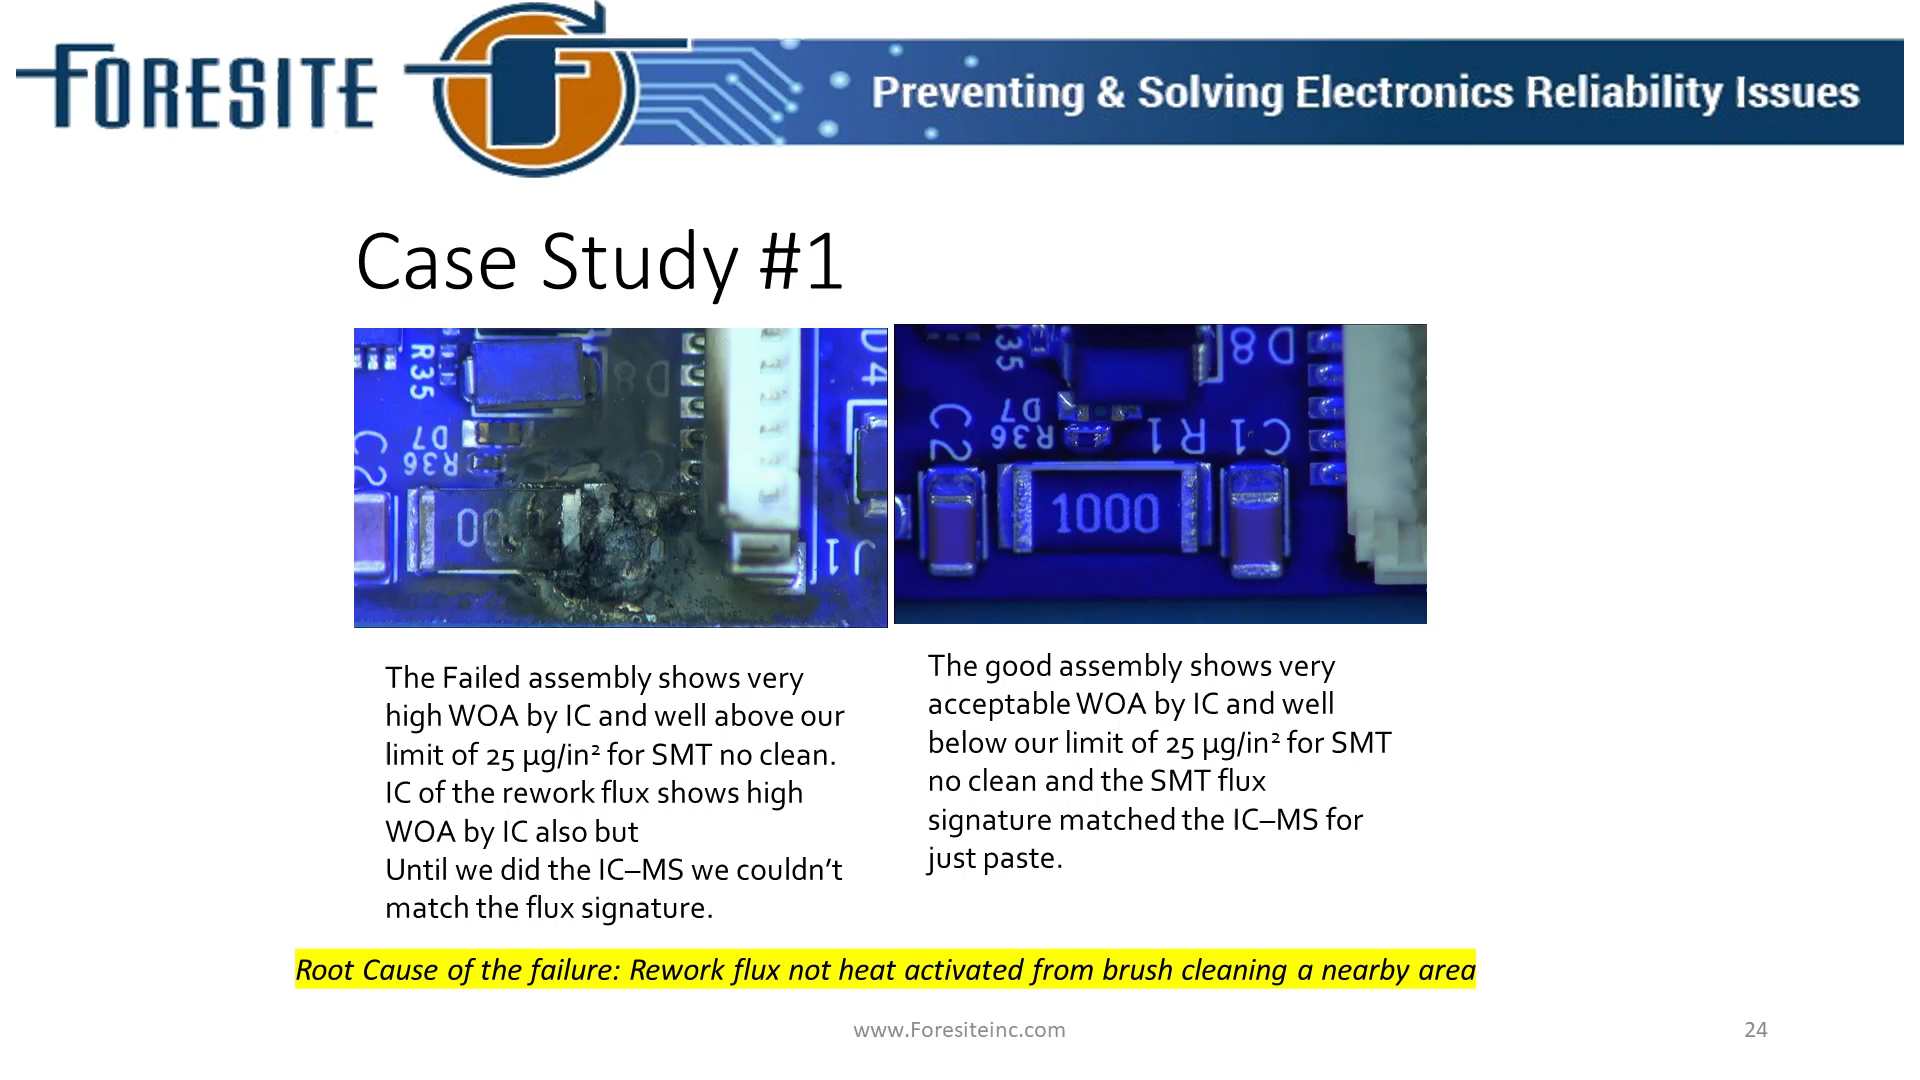 FORESITE
Preventing & Solving Electronics Reliability Issues
Case Study #1
R35
D8
D4
D7
R36
C2
00
J1
R35
D8
D7
R36
C2
R1
C1
1000
The Failed assembly shows very
high WOA by IC and well above our
limit of 25 µg/in² for SMT no clean.
IC of the rework flux shows high
WOA by IC also but
Until we did the IC–MS we couldn’t
match the flux signature.
The good assembly shows very
acceptable WOA by IC and well
below our limit of 25 µg/in² for SMT
no clean and the SMT flux
signature matched the IC–MS for
just paste.
Root Cause of the failure: Rework flux not heat activated from brush cleaning a nearby area
www.Foresiteinc.com
24